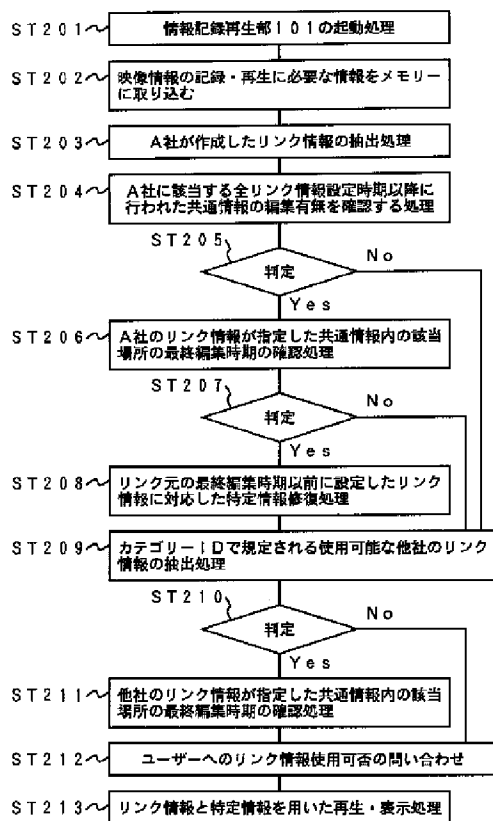 ST201 情報記録再生部101の起動処理
ST202 映像情報の記録・再生に必要な情報をメモリー
に取り込む
ST203 A社が作成したリンク情報の抽出処理
ST204 A社に該当する全リンク情報設定時期以降に
行われた共通情報の編集有無を確認する処理
ST205
判定
No
Yes
ST206 A社のリンク情報が指定した共通情報内の該当
場所の最終編集時期の確認処理
ST207
判定
No
Yes
ST208 リンク元の最終編集時期以前に設定したリンク
情報に対応した特定情報修復処理
ST209 カテゴリーIDで規定される使用可能な他社のリンク
情報の抽出処理
ST210
判定
No
Yes
ST211 他社のリンク情報が指定した共通情報内の該当
場所の最終編集時期の確認処理
ST212 ユーザーへのリンク情報使用可否の問い合わせ
ST213 リンク情報と特定情報を用いた再生・表示処理